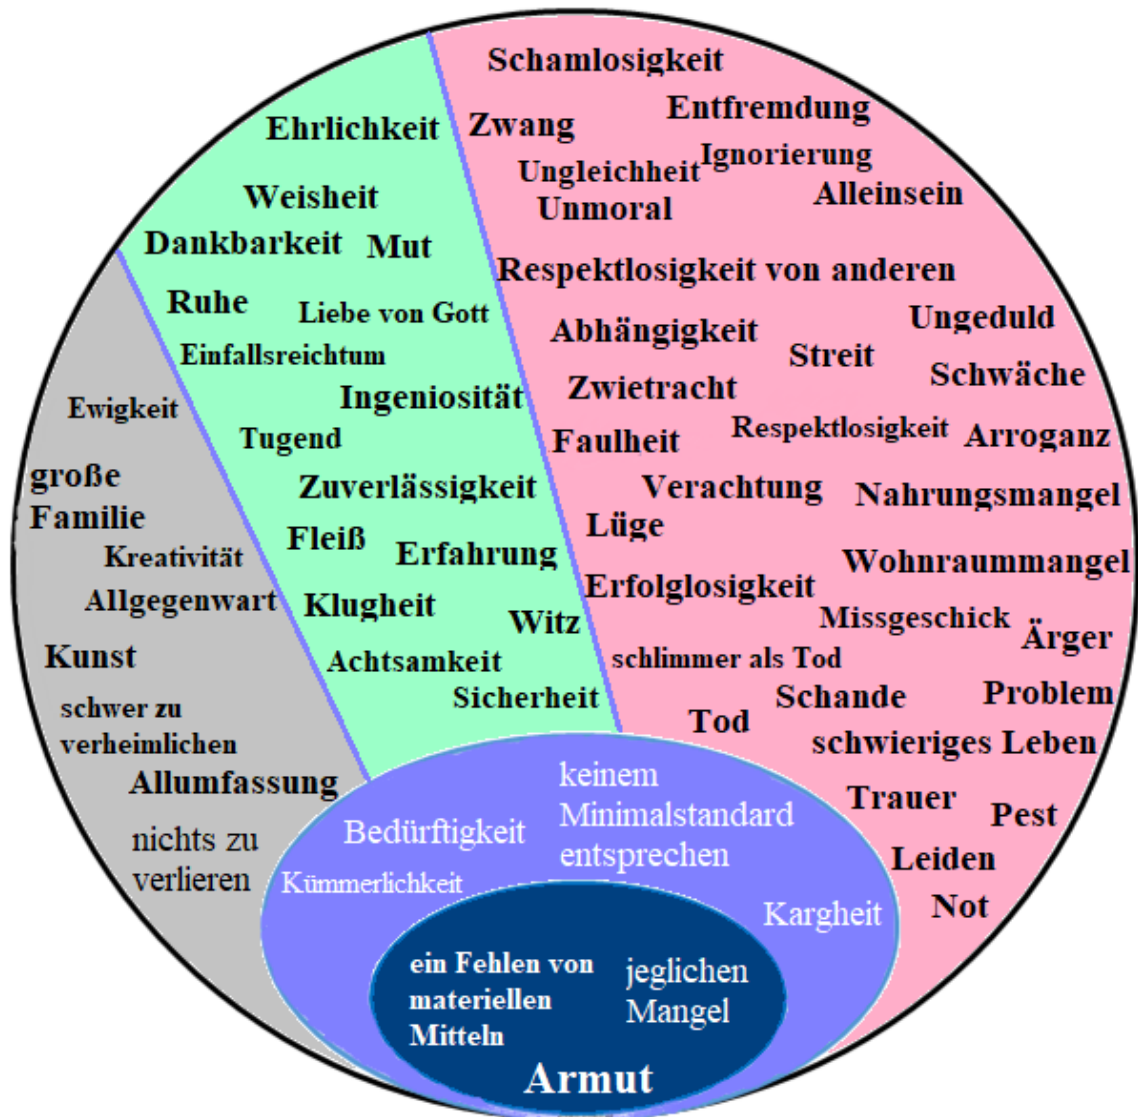 Schamlosigkeit
Entfremdung
Ehrlichkeit
Zwang
Ungleichheit
Ignorierung
Weisheit
Unmoral
Alleinsein
Dankbarkeit
Mut
Respektlosigkeit von anderen
Ruhe
Liebe von Gott
Abhängigkeit
Ungeduld
Einfallsreichtum
Streit
Schwäche
Ingeniosität
Zwietracht
Ewigkeit
Tugend
Faulheit
Respektlosigkeit
Arroganz
große
Familie
Zuverlässigkeit
Verachtung
Nahrungsmangel
Fleiß
Lüge
Kreativität
Erfahrung
Wohnraummangel
Allgegenwart
Klugheit
Erfolglosigkeit
Witz
Missgeschick
Ärger
Kunst
Achtsamkeit
schlimmer als Tod
Sicherheit
Schande
Problem
schwer zu
verheimlichen
Tod
schwieriges Leben
Allumfassung
Trauer
Pest
nichts zu
verlieren
Leiden
Not
Bedürftigkeit
keinem
Minimalstandard
entsprechen
Kümmerlichkeit
Kargheit
ein Fehlen von
materiellen
Mitteln
jeglichen
Mangel
Armut